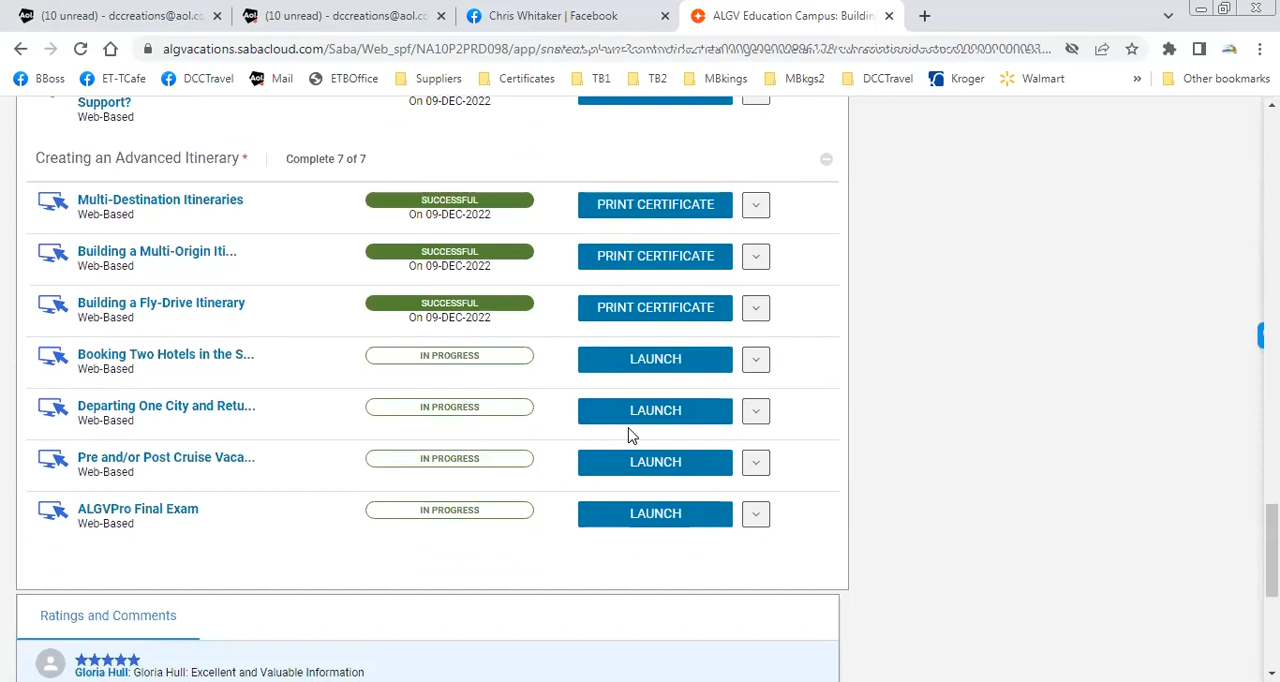 (10 unread) - dccreations@aol.co
(10 unread) - dccreations@aol.co
Chris Whitaker | Facebook
ALGV Education Campus: Buildin
BBoss
ET-TCafe
DCCTravel
Aol.
Mail
ETBOffice
Suppliers
Certificates
TB1
TB2
MBkings
MBkgs2
DCCTravel
Kroger
Walmart
»
Other bookmarks
Support?
On 09-DEC-2022
Web-Based
Creating an Advanced Itinerary *
Complete 7 of 7
Multi-Destination Itineraries
SUCCESSFUL
PRINT CERTIFICATE
Web-Based
On 09-DEC-2022
Building a Multi-Origin Iti...
SUCCESSFUL
PRINT CERTIFICATE
Web-Based
On 09-DEC-2022
Building a Fly-Drive Itinerary
SUCCESSFUL
PRINT CERTIFICATE
Web-Based
On 09-DEC-2022
Booking Two Hotels in the S...
IN PROGRESS
LAUNCH
Web-Based
Departing One City and Retu...
IN PROGRESS
LAUNCH
Web-Based
Pre and/or Post Cruise Vaca...
IN PROGRESS
LAUNCH
Web-Based
ALGVPro Final Exam
IN PROGRESS
LAUNCH
Web-Based
Ratings and Comments
Gloria Hull: Gloria Hull: Excellent and Valuable Information